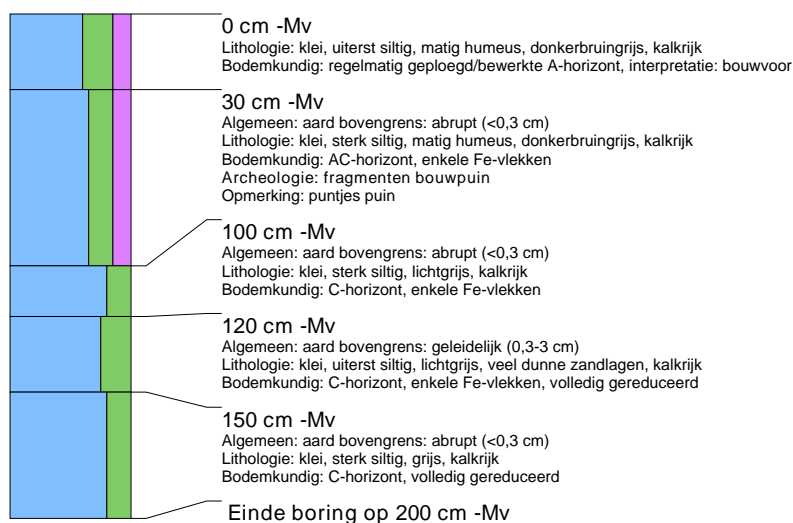 0 cm -Mv
Lithologie: klei, uiterst siltig, matig humeus, donkerbruingrijs, kalkrijk
Bodemkundig: regelmatig geploegd/bewerkte A-horizont, interpretatie: bouwvoor
30 cm -Mv
Algemeen: aard bovengrens: abrupt (<0,3 cm)
Lithologie: klei, sterk siltig, matig humeus, donkerbruingrijs, kalkrijk
Bodemkundig: AC-horizont, enkele Fe-vlekken
Archeologie: fragmenten bouwpuin
Opmerking: puntjes puin
100 cm -Mv
Algemeen: aard bovengrens: abrupt (<0,3 cm)
Lithologie: klei, sterk siltig, lichtgrijs, kalkrijk
Bodemkundig: C-horizont, enkele Fe-vlekken
120 cm -Mv
Algemeen: aard bovengrens: geleidelijk (0,3-3 cm)
Lithologie: klei, uiterst siltig, lichtgrijs, veel dunne zandlagen, kalkrijk
Bodemkundig: C-horizont, enkele Fe-vlekken, volledig gereduceerd
150 cm -Mv
Algemeen: aard bovengrens: abrupt (<0,3 cm)
Lithologie: klei, sterk siltig, grijs, kalkrijk
Bodemkundig: C-horizont, volledig gereduceerd
Einde boring op 200 cm -Mv